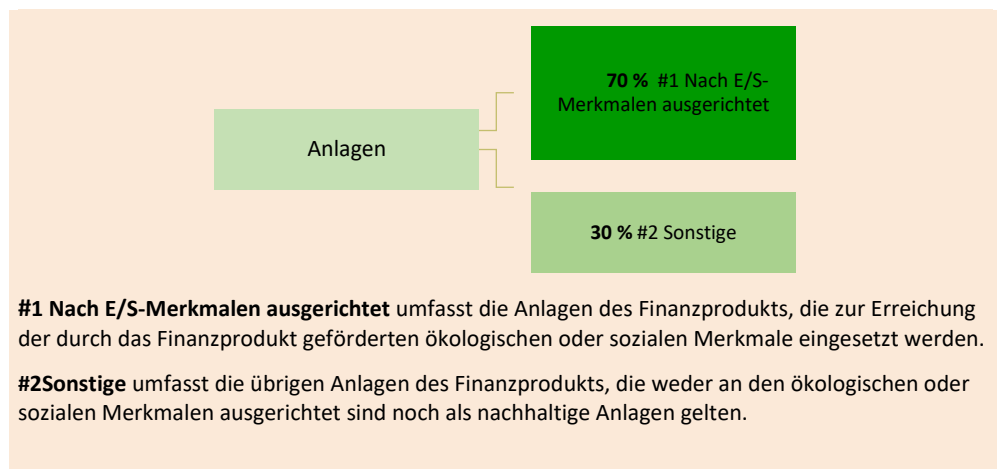 70 % #1 Nach E/S-
Merkmalen ausgerichtet
Anlagen
30 % #2 Sonstige
#1 Nach E/S-Merkmalen ausgerichtet umfasst die Anlagen des Finanzprodukts, die zur Erreichung
der durch das Finanzprodukt geförderten ökologischen oder sozialen Merkmale eingesetzt werden.
#2Sonstige umfasst die übrigen Anlagen des Finanzprodukts, die weder an den ökologischen oder
sozialen Merkmalen ausgerichtet sind noch als nachhaltige Anlagen gelten.